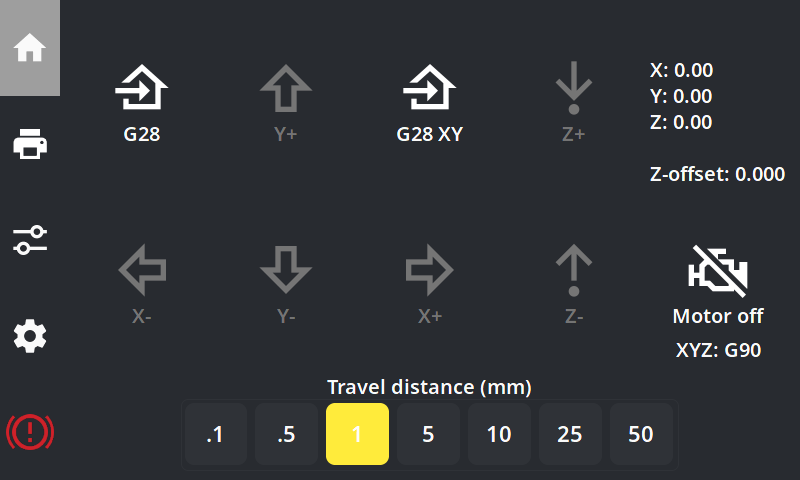 G28
Y+
G28 XY
Z+
X: 0.00
Y: 0.00
Z: 0.00
Z-offset: 0.000
X-
Y-
X+
Z-
Motor off
XYZ: G90
Travel distance (mm)
.1
.5
1
5
10
25
50